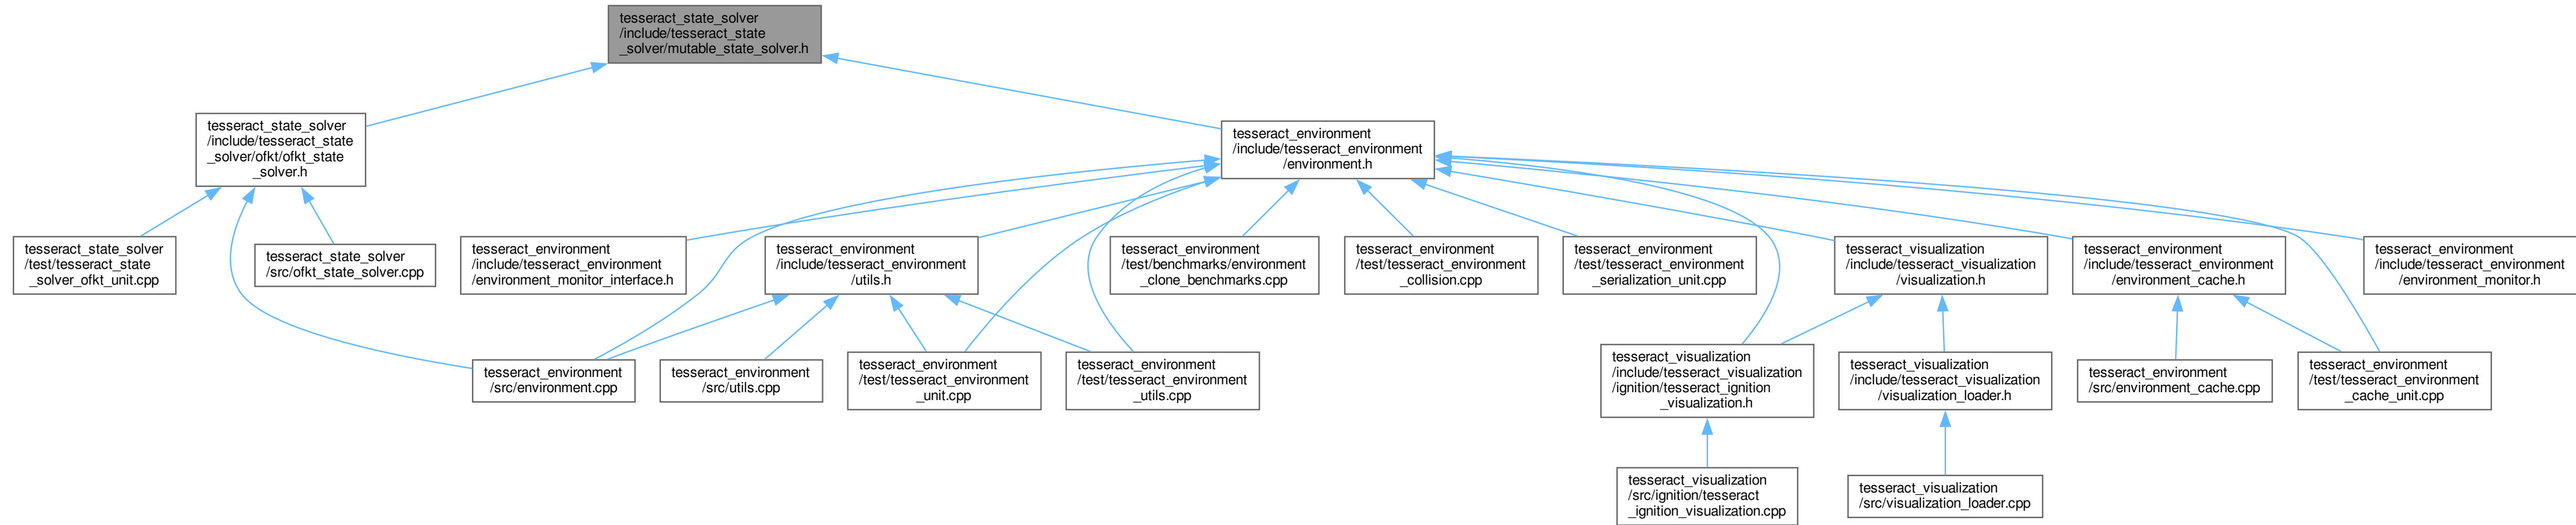 tesseract_state_solver
/include/tesseract_state
_solver/mutable_state_solver.h
tesseract_state_solver
/include/tesseract_state
_solver/ofkt/ofkt_state
_solver.h
tesseract_environment
/include/tesseract_environment
/environment.h
tesseract_state_solver
/test/tesseract_state
_solver_ofkt_unit.cpp
tesseract_state_solver
/src/ofkt_state_solver.cpp
tesseract_environment
/include/tesseract_environment
/environment_monitor_interface.h
tesseract_environment
/include/tesseract_environment
/utils.h
tesseract_environment
/test/benchmarks/environment
_clone_benchmarks.cpp
tesseract_environment
/test/tesseract_environment
_collision.cpp
tesseract_environment
/test/tesseract_environment
_serialization_unit.cpp
tesseract_visualization
/include/tesseract_visualization
/visualization.h
tesseract_environment
/include/tesseract_environment
/environment_cache.h
tesseract_environment
/include/tesseract_environment
/environment_monitor.h
tesseract_environment
/src/environment.cpp
tesseract_environment
/src/utils.cpp
tesseract_environment
/test/tesseract_environment
_unit.cpp
tesseract_environment
/test/tesseract_environment
_utils.cpp
tesseract_visualization
/include/tesseract_visualization
/ignition/tesseract_ignition
_visualization.h
tesseract_visualization
/include/tesseract_visualization
/visualization_loader.h
tesseract_environment
/src/environment_cache.cpp
tesseract_environment
/test/tesseract_environment
_cache_unit.cpp
tesseract_visualization
/src/ignition/tesseract
_ignition_visualization.cpp
tesseract_visualization
/src/visualization_loader.cpp